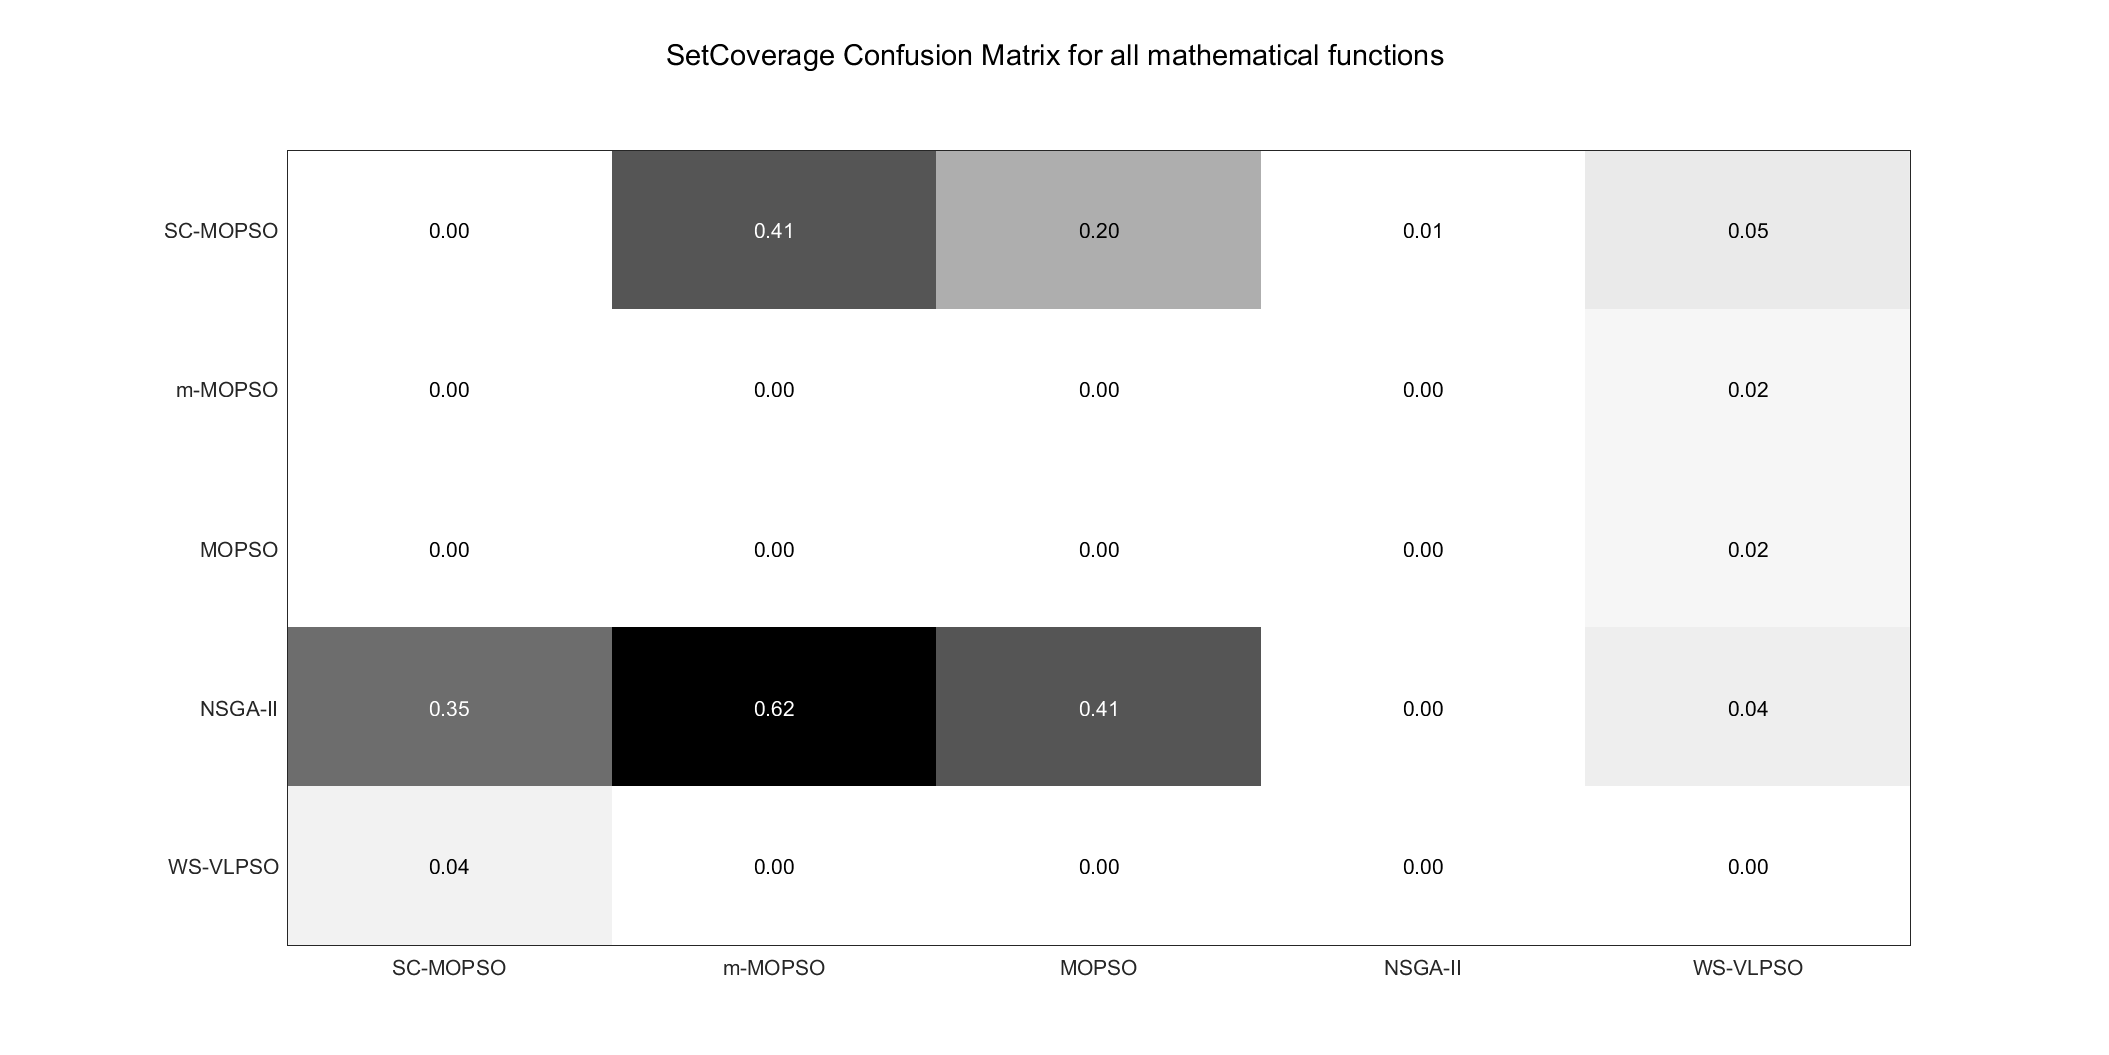 SetCoverage Confusion Matrix for all mathematical functions
SC-MOPSO 0.00 0.41 0.20 0.01 0.05
m-MOPSO 0.00 0.00 0.00 0.00 0.02
MOPSO 0.00 0.00 0.00 0.00 0.02
NSGA-II 0.35 0.62 0.41 0.00 0.04
WS-VLPSO 0.04 0.00 0.00 0.00 0.00
SC-MOPSO m-MOPSO MOPSO NSGA-II WS-VLPSO